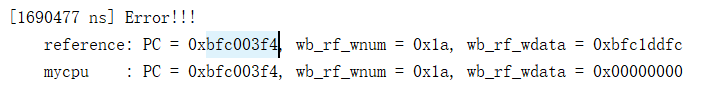 [1690477 ns] Error!!!
reference: PC = 0xbfc003f4, wb_rf_wnum = 0x1a, wb_rf_wdata = 0xbfc1ddfc
mycpu    : PC = 0xbfc003f4, wb_rf_wnum = 0x1a, wb_rf_wdata = 0x00000000